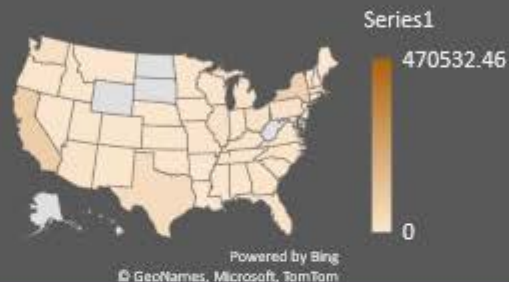 Series1
470532.46
0
Powered by Bing
© GeoNames, Microsoft, TomTom